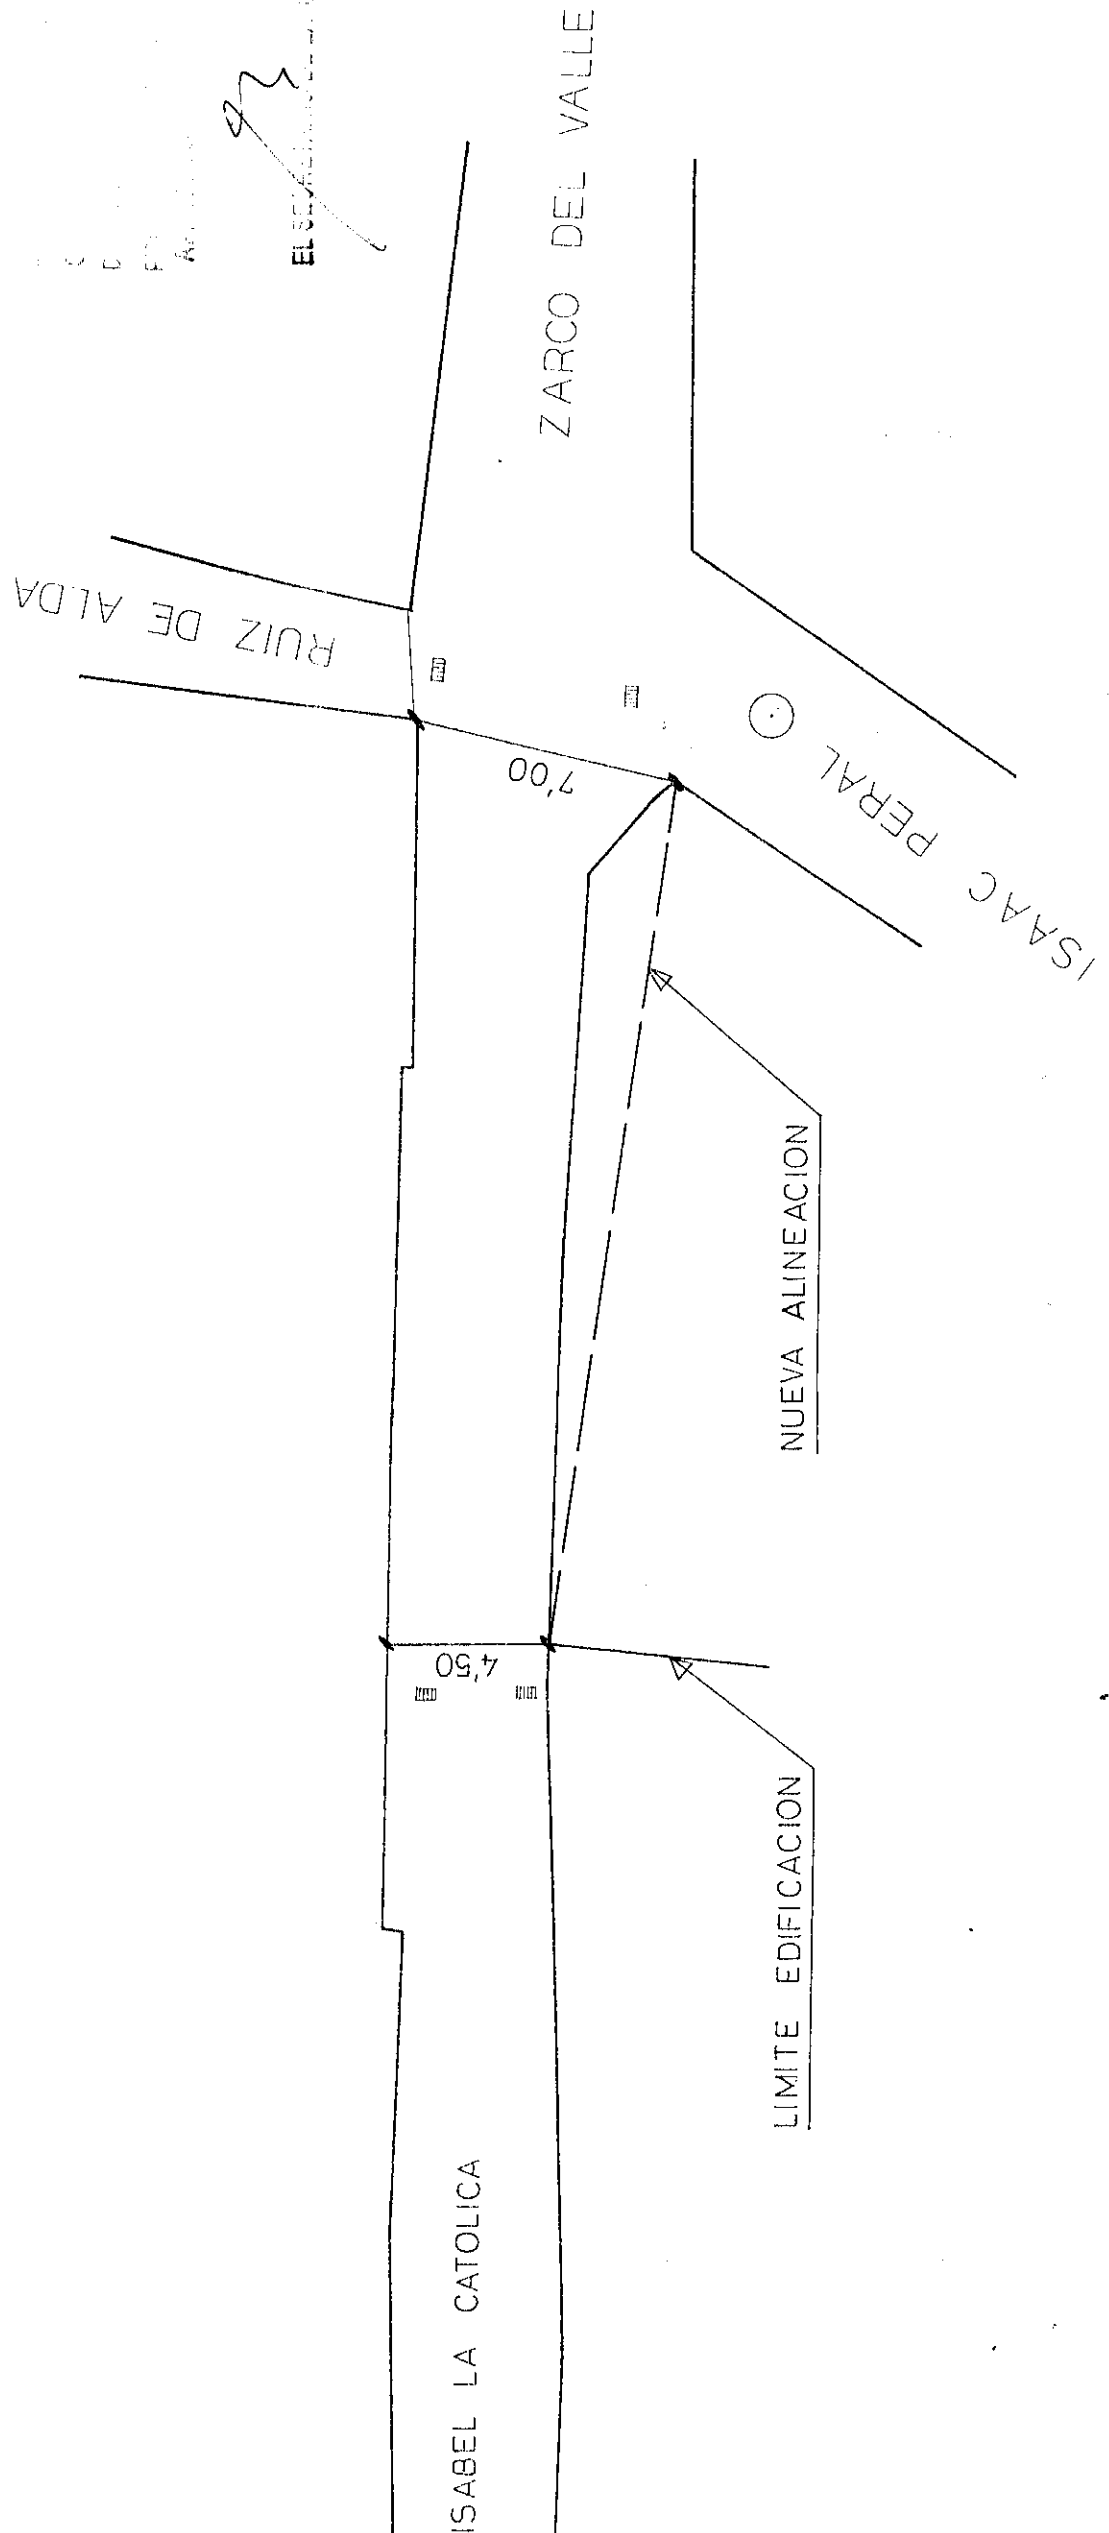 ZARCO DEL VALLE
RUIZ DE ALDA
7'00
ISAAC PERAL
NUEVA ALINEACION
4'50
LIMITE EDIFICACION
ISABEL LA CATOLICA